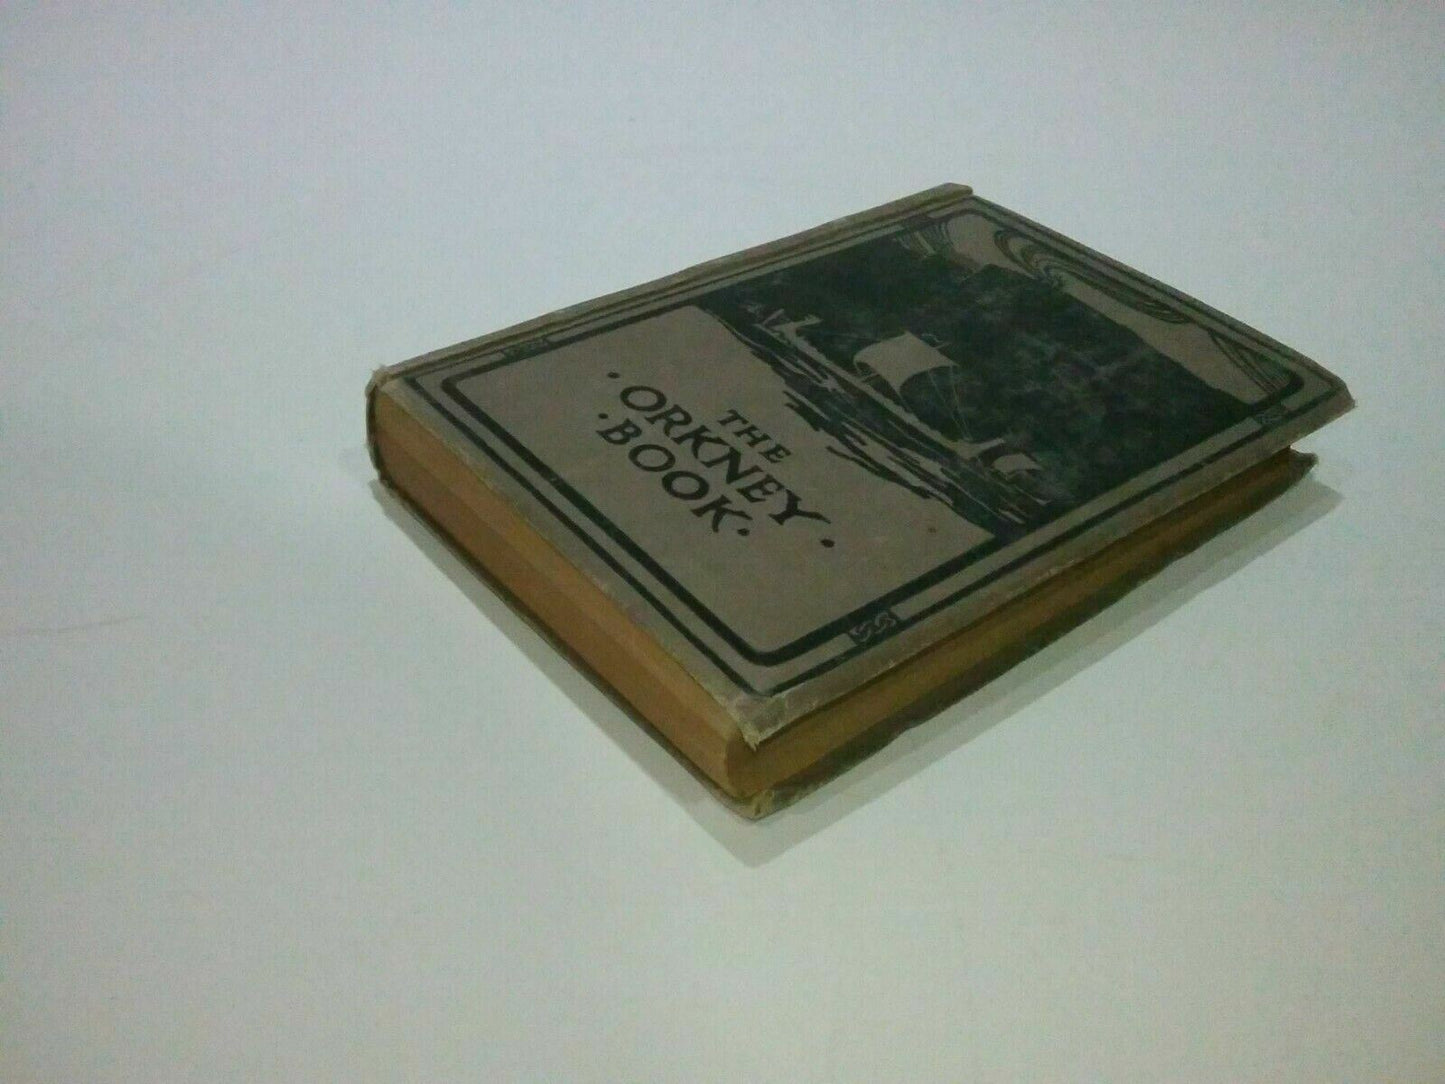 THE
· ORKNEY ·
· BOOK ·